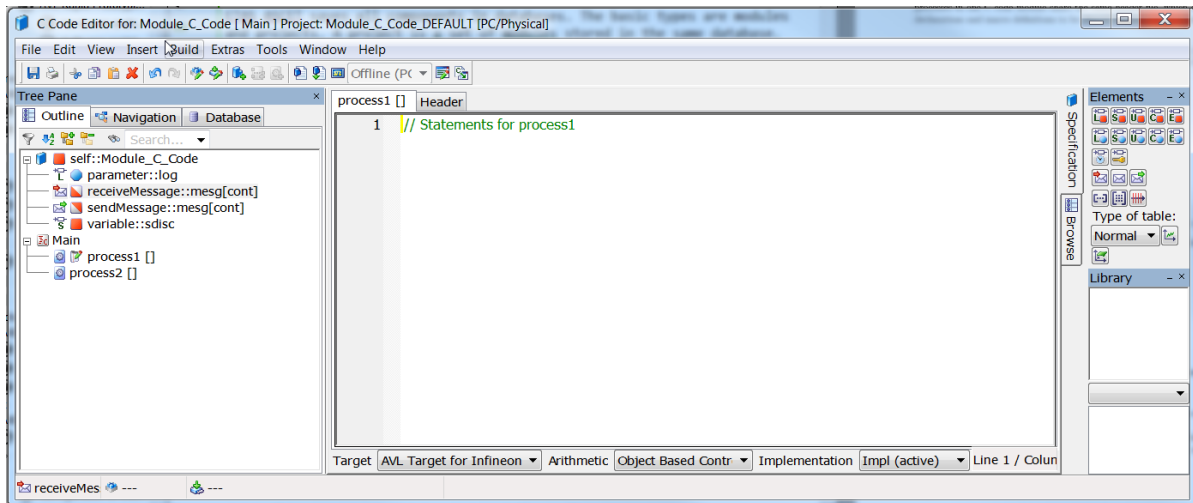 C Code Editor for: Module_C_Code [ Main ] Project: Module_C_Code_DEFAULT [PC/Physical]
File Edit View Insert Build Extras Tools Window Help
Offline (P
Tree Pane
Outline Navigation Database
Search...
self::Module_C_Code
parameter::log
receiveMessage::mesg[cont]
sendMessage::mesg[cont]
variable::sdisc
Main
process1 []
process2 []
process1 [] Header
1 // Statements for process1
Specification
Browse
Elements
L S U C E
L S U C E
Type of table:
Normal
Library
Target AVL Target for Infineon Arithmetic Object Based Contr Implementation Impl (active) Line 1 / Colun
receiveMes --- ---